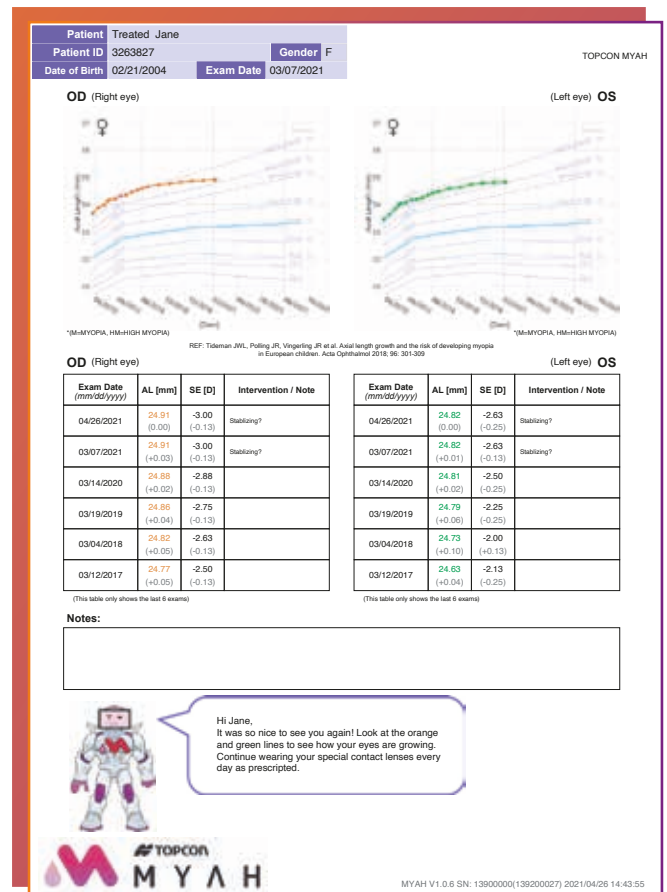 Patient Treated Jane
Patient ID 3263827 Gender F
Date of Birth 02/21/2004 Exam Date 03/07/2021
TOPCON MYAH
OD (Right eye)
(Left eye) OS
Axial Length (mm)
Axial Length (mm)
(Date)
(Date)
*(M=MYOPIA, HM=HIGH MYOPIA)
*(M=MYOPIA, HM=HIGH MYOPIA)
REF: Tideman JWL, Polling JR, Vingerling JR et al. Axial length growth and the risk of developing myopia
in European children. Acta Ophthalmol 2018; 96: 301-309
OD (Right eye)
Exam Date AL [mm] SE [D] Intervention / Note
(mm/dd/yyyy)
04/26/2021 24.91 (0.00) -3.00 (-0.13) Stablizing?
03/07/2021 24.91 (+0.03) -3.00 (-0.13) Stablizing?
03/14/2020 24.88 (+0.02) -2.88 (-0.13)
03/19/2019 24.86 (+0.04) -2.75 (-0.13)
03/04/2018 24.82 (+0.05) -2.63 (-0.13)
03/12/2017 24.77 (+0.05) -2.50 (-0.13)
(This table only shows the last 6 exams)
(Left eye) OS
Exam Date AL [mm] SE [D] Intervention / Note
(mm/dd/yyyy)
04/26/2021 24.82 (0.00) -2.63 (-0.25) Stablizing?
03/07/2021 24.82 (+0.01) -2.63 (-0.13) Stablizing?
03/14/2020 24.81 (+0.02) -2.50 (-0.25)
03/19/2019 24.79 (+0.06) -2.25 (-0.25)
03/04/2018 24.73 (+0.10) -2.00 (+0.13)
03/12/2017 24.63 (+0.04) -2.13 (-0.25)
(This table only shows the last 6 exams)
Notes:
Hi Jane,
It was so nice to see you again! Look at the orange
and green lines to see how your eyes are growing.
Continue wearing your special contact lenses every
day as prescripted.
TOPCON
MYAH
MYAH V1.0.6 SN: 13900000(139200027) 2021/04/26 14:43:55